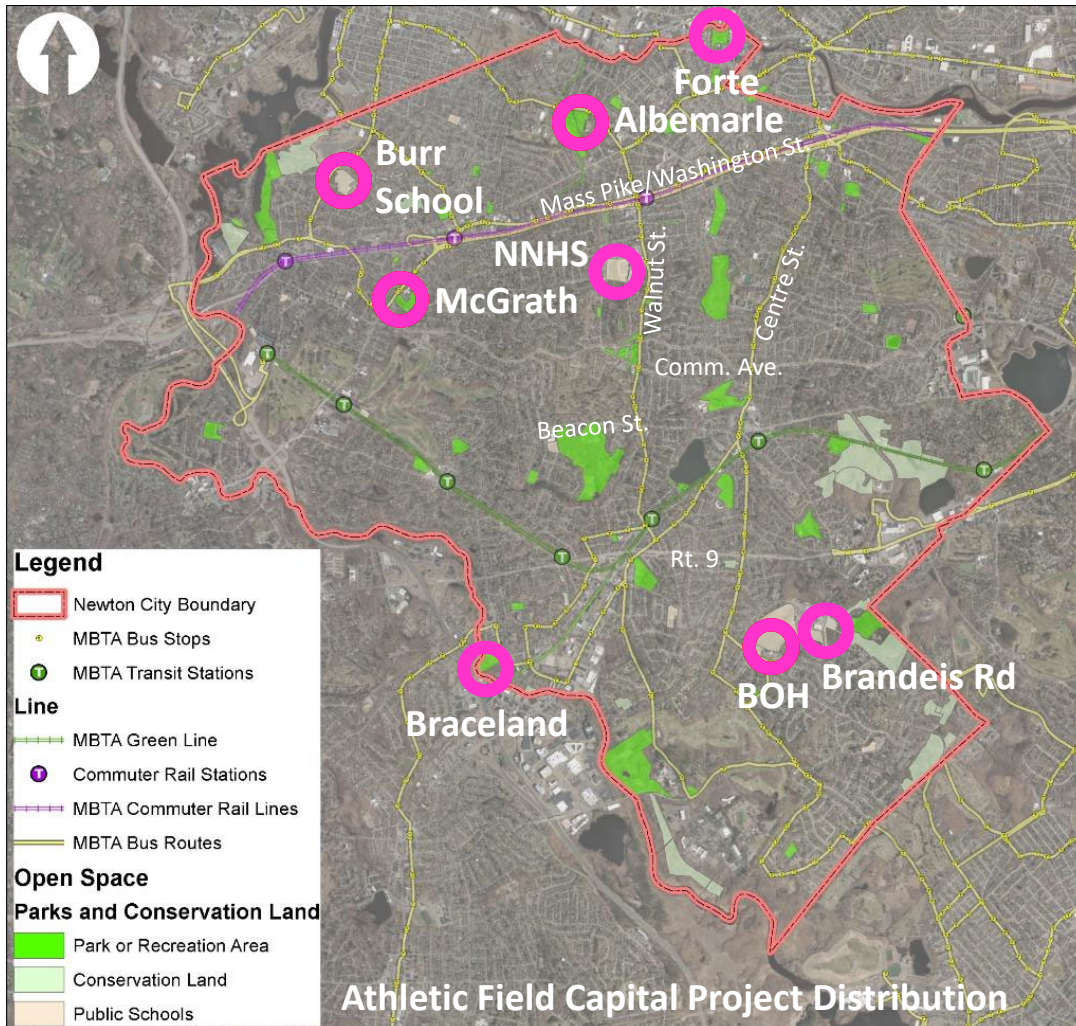 Forte
Albemarle
Burr
School
Mass Pike/Washington St.
NNHS
McGrath
Walnut St.
Centre St.
Comm. Ave.
Beacon St.
Rt. 9
Braceland
BOH
Brandeis Rd
Legend
Newton City Boundary
MBTA Bus Stops
T MBTA Transit Stations
Line
MBTA Green Line
T Commuter Rail Stations
MBTA Commuter Rail Lines
MBTA Bus Routes
Open Space
Parks and Conservation Land
Park or Recreation Area
Conservation Land
Public Schools
Athletic Field Capital Project Distribution
T
T
T
T
T
T
T
T
T
T
T